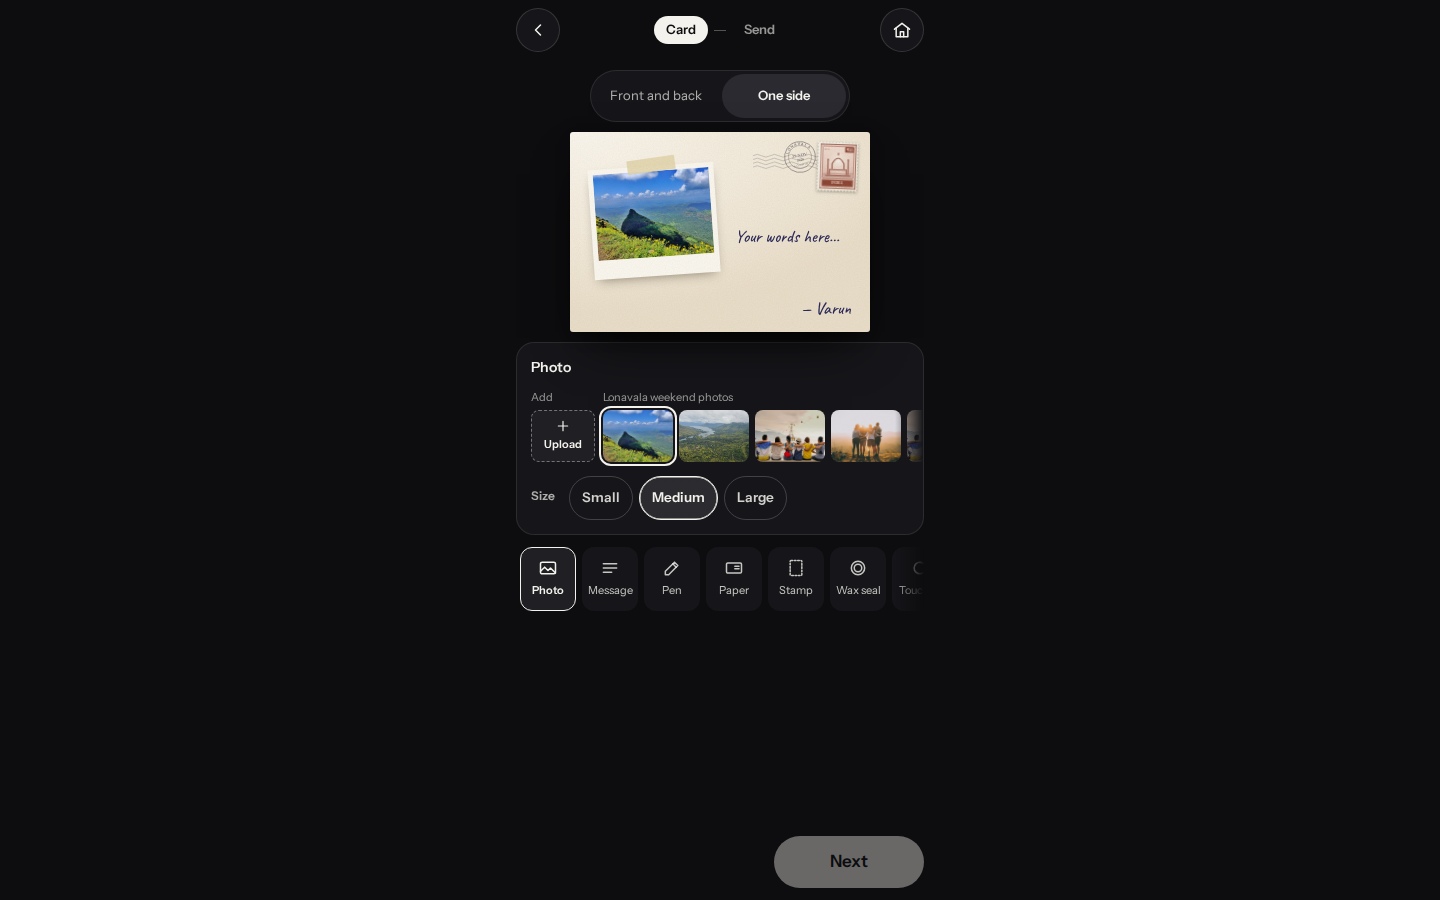 Card
Send
Front and back
One side
Your words here...
– Varun
Photo
Add
Lonavala weekend photos
Upload
Size
Small
Medium
Large
Photo
Message
Pen
Paper
Stamp
Wax seal
Next